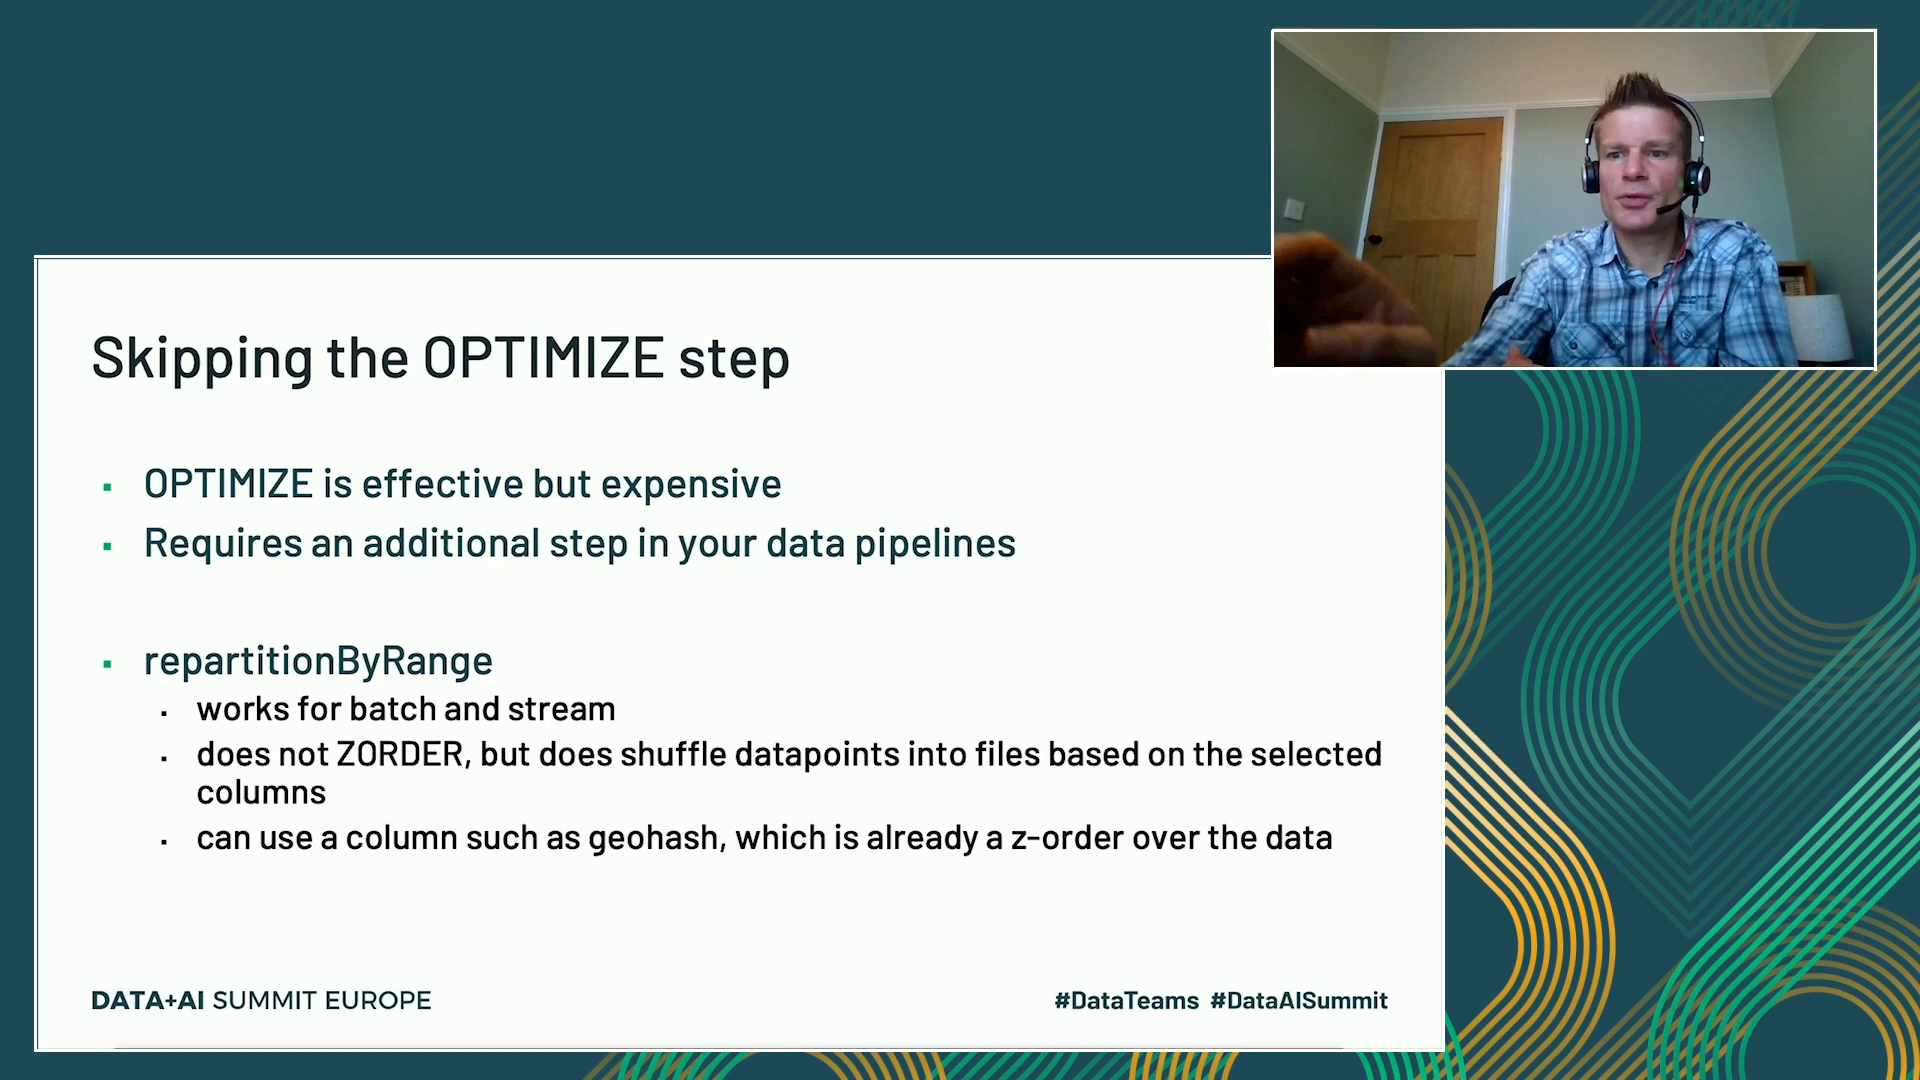 Skipping the OPTIMIZE step
▪ OPTIMIZE is effective but expensive
▪ Requires an additional step in your data pipelines
▪ repartitionByRange
▪ works for batch and stream
▪ does not ZORDER, but does shuffle datapoints into files based on the selected
columns
▪ can use a column such as geohash, which is already a z-order over the data
DATA+AI SUMMIT EUROPE
#DataTeams #DataAISummit